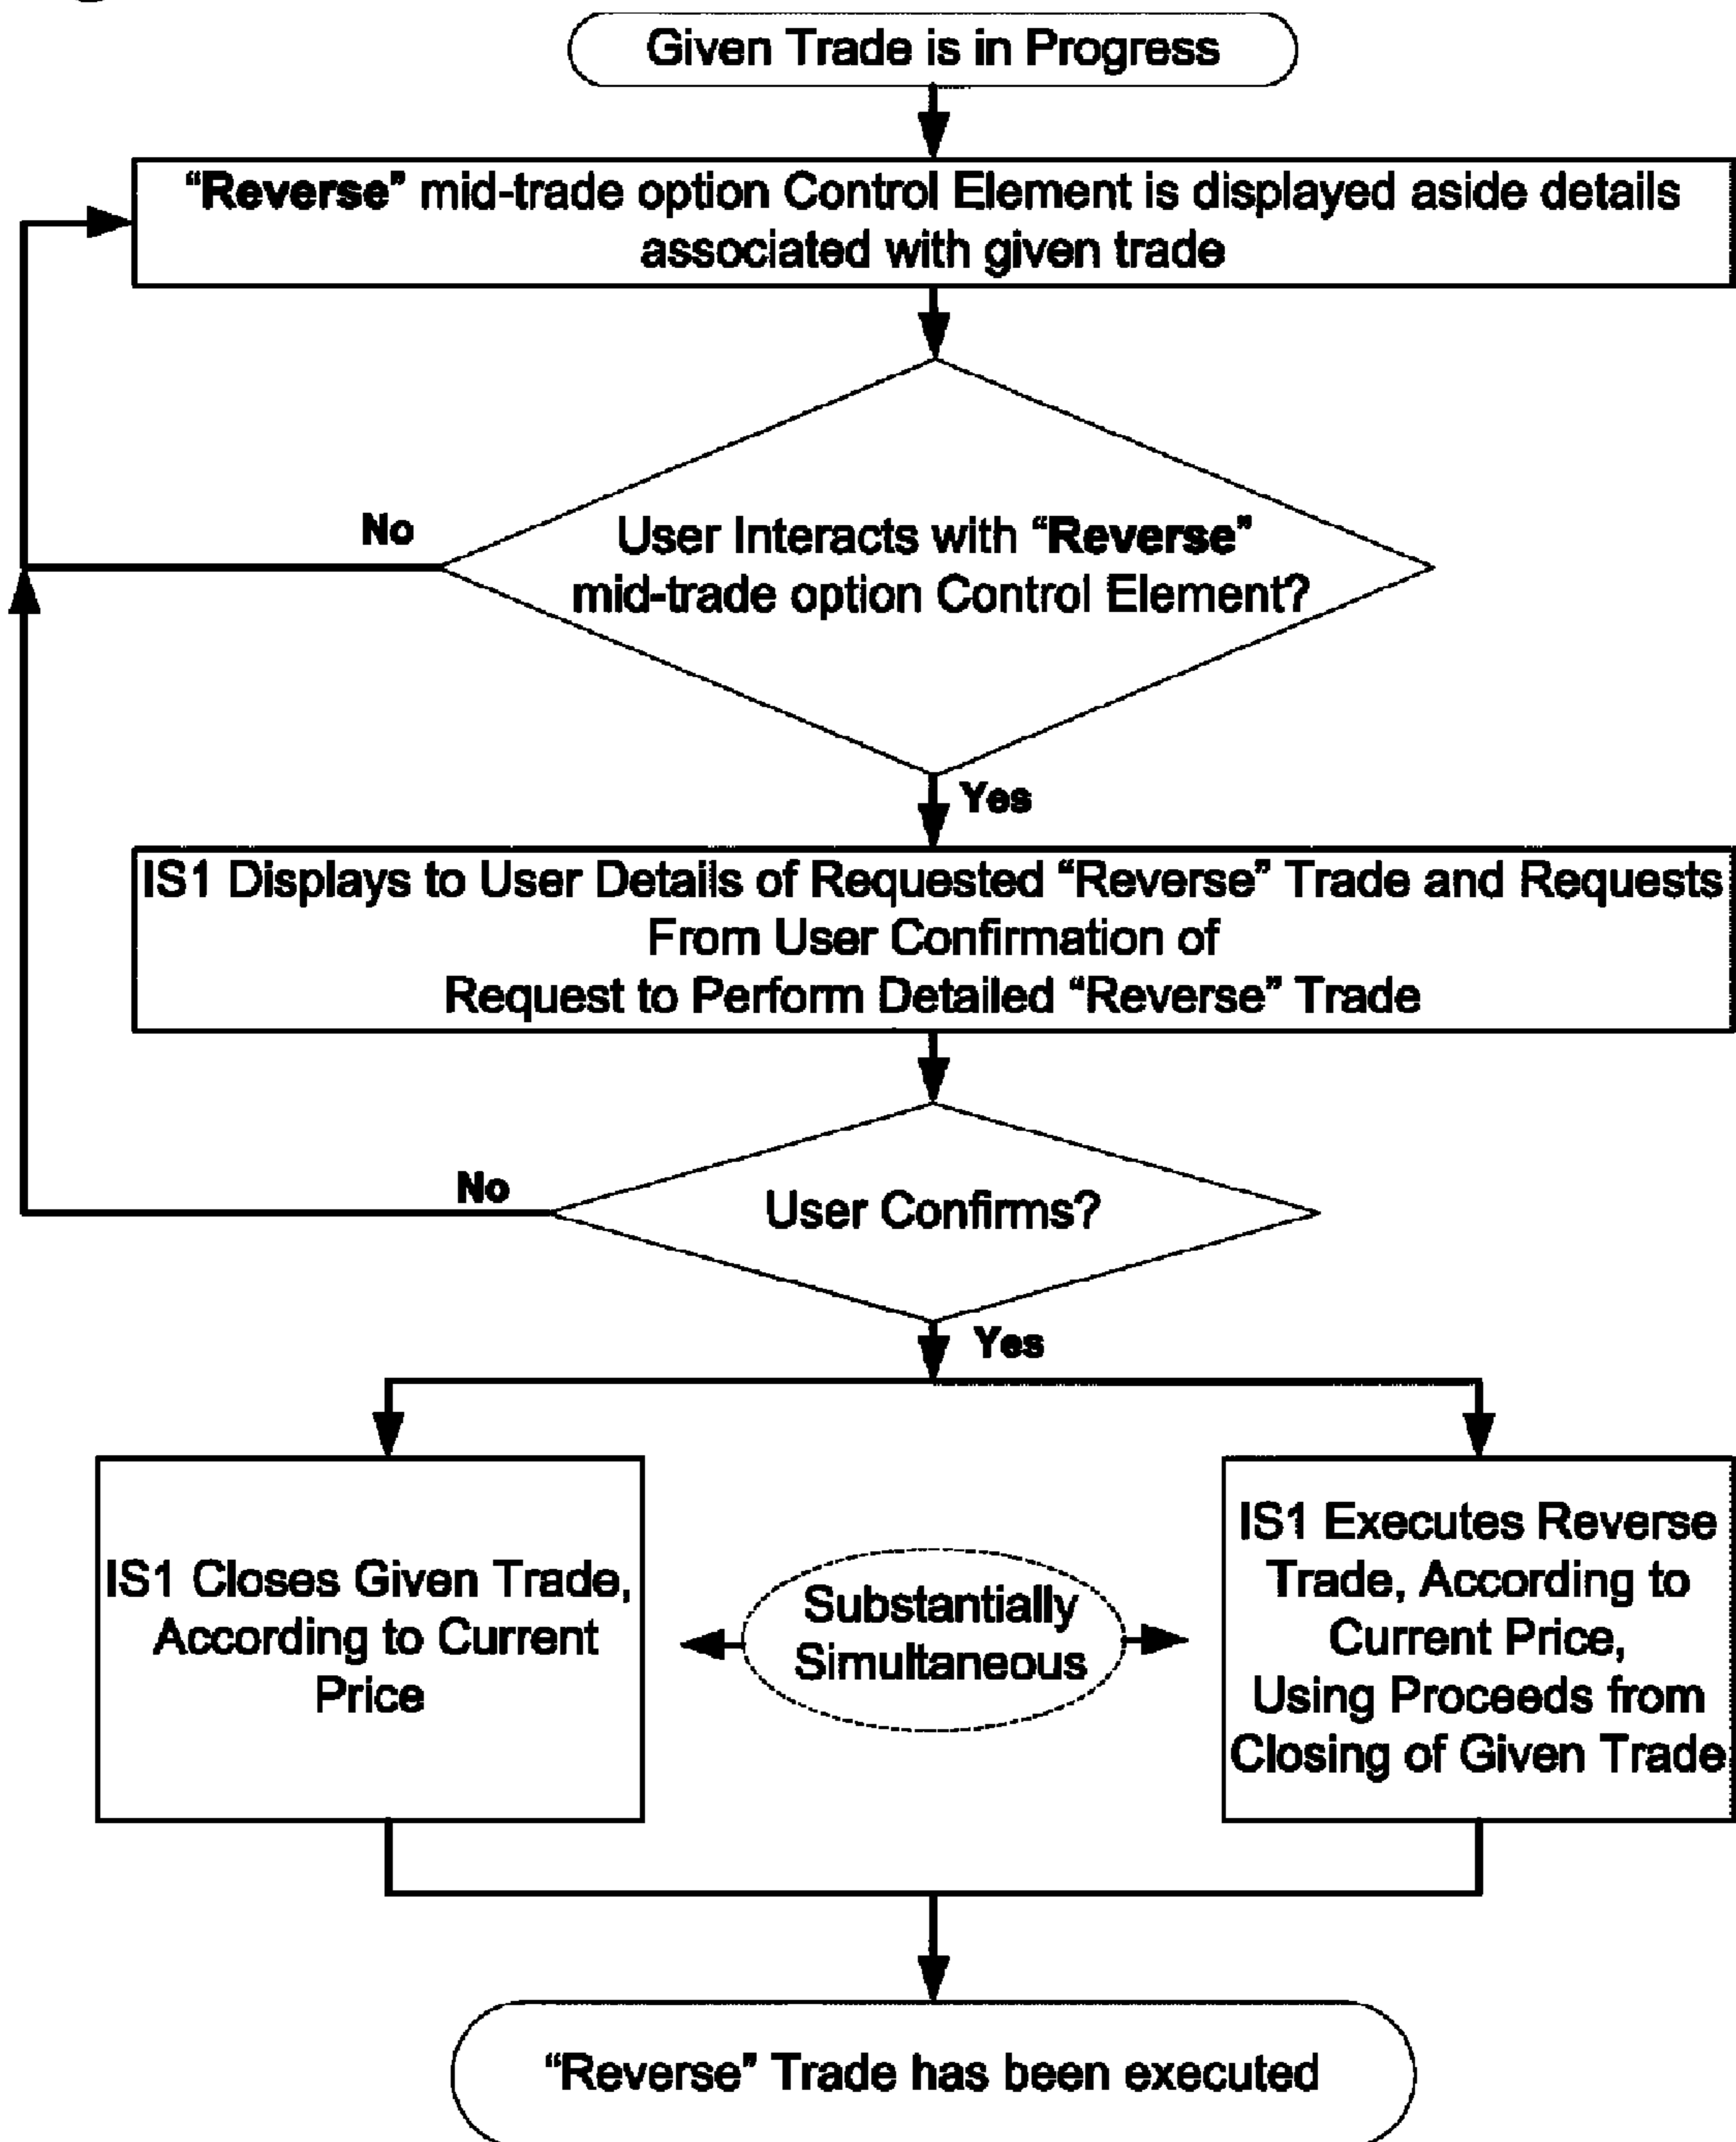 Given Trade is in Progress
“Reverse” mid-trade option Control Element is displayed aside details
associated with given trade
No
User Interacts with “Reverse”
mid-trade option Control Element?
Yes
IS1 Displays to User Details of Requested “Reverse” Trade and Requests
From User Confirmation of
Request to Perform Detailed “Reverse” Trade
No
User Confirms?
Yes
IS1 Closes Given Trade,
According to Current
Price
Substantially
Simultaneous
IS1 Executes Reverse
Trade, According to
Current Price,
Using Proceeds from
Closing of Given Trade
“Reverse” Trade has been executed